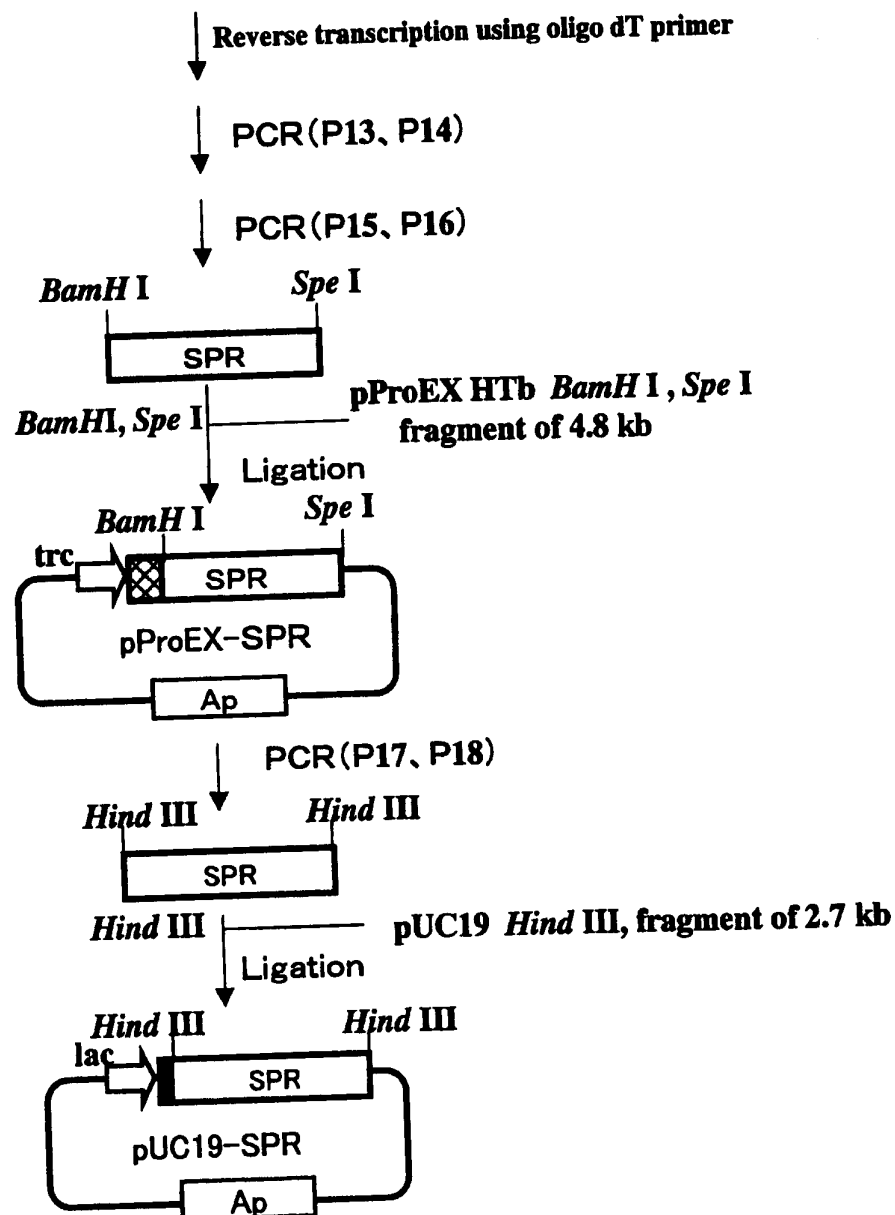 Reverse transcription using oligo dT primer
PCR(P13、P14)
PCR(P15、P16)
BamH I
Spe I
SPR
BamHI, Spe I
pProEX HTb BamH I , Spe I
fragment of 4.8 kb
Ligation
BamH I
Spe I
trc
SPR
pProEX-SPR
Ap
PCR(P17、P18)
Hind III
Hind III
SPR
Hind III
pUC19 Hind III, fragment of 2.7 kb
Ligation
Hind III
Hind III
lac
SPR
pUC19-SPR
Ap